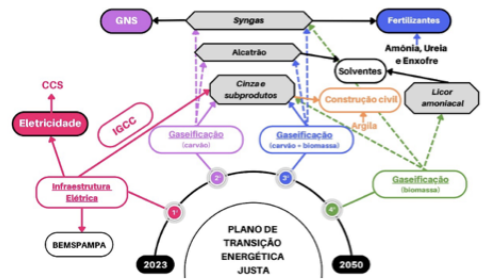 GNS
Syngas
Fertilizantes
Amônia, Ureia
e Enxofre
Alcatrão
Solventes
CCS
Cinza e
subprodutos
Construção civil
Licor
amoniacal
Eletricidade
IGCC
Argila
Gaseificação
(carvão)
Gaseificação
(carvão - biomassa)
Infraestrutura
Elétrica
Gaseificação
(biomassa)
1º
2º
3º
4º
BEMSPAMPA
2023
PLANO DE
TRANSIÇÃO
ENERGÉTICA
JUSTA
2050